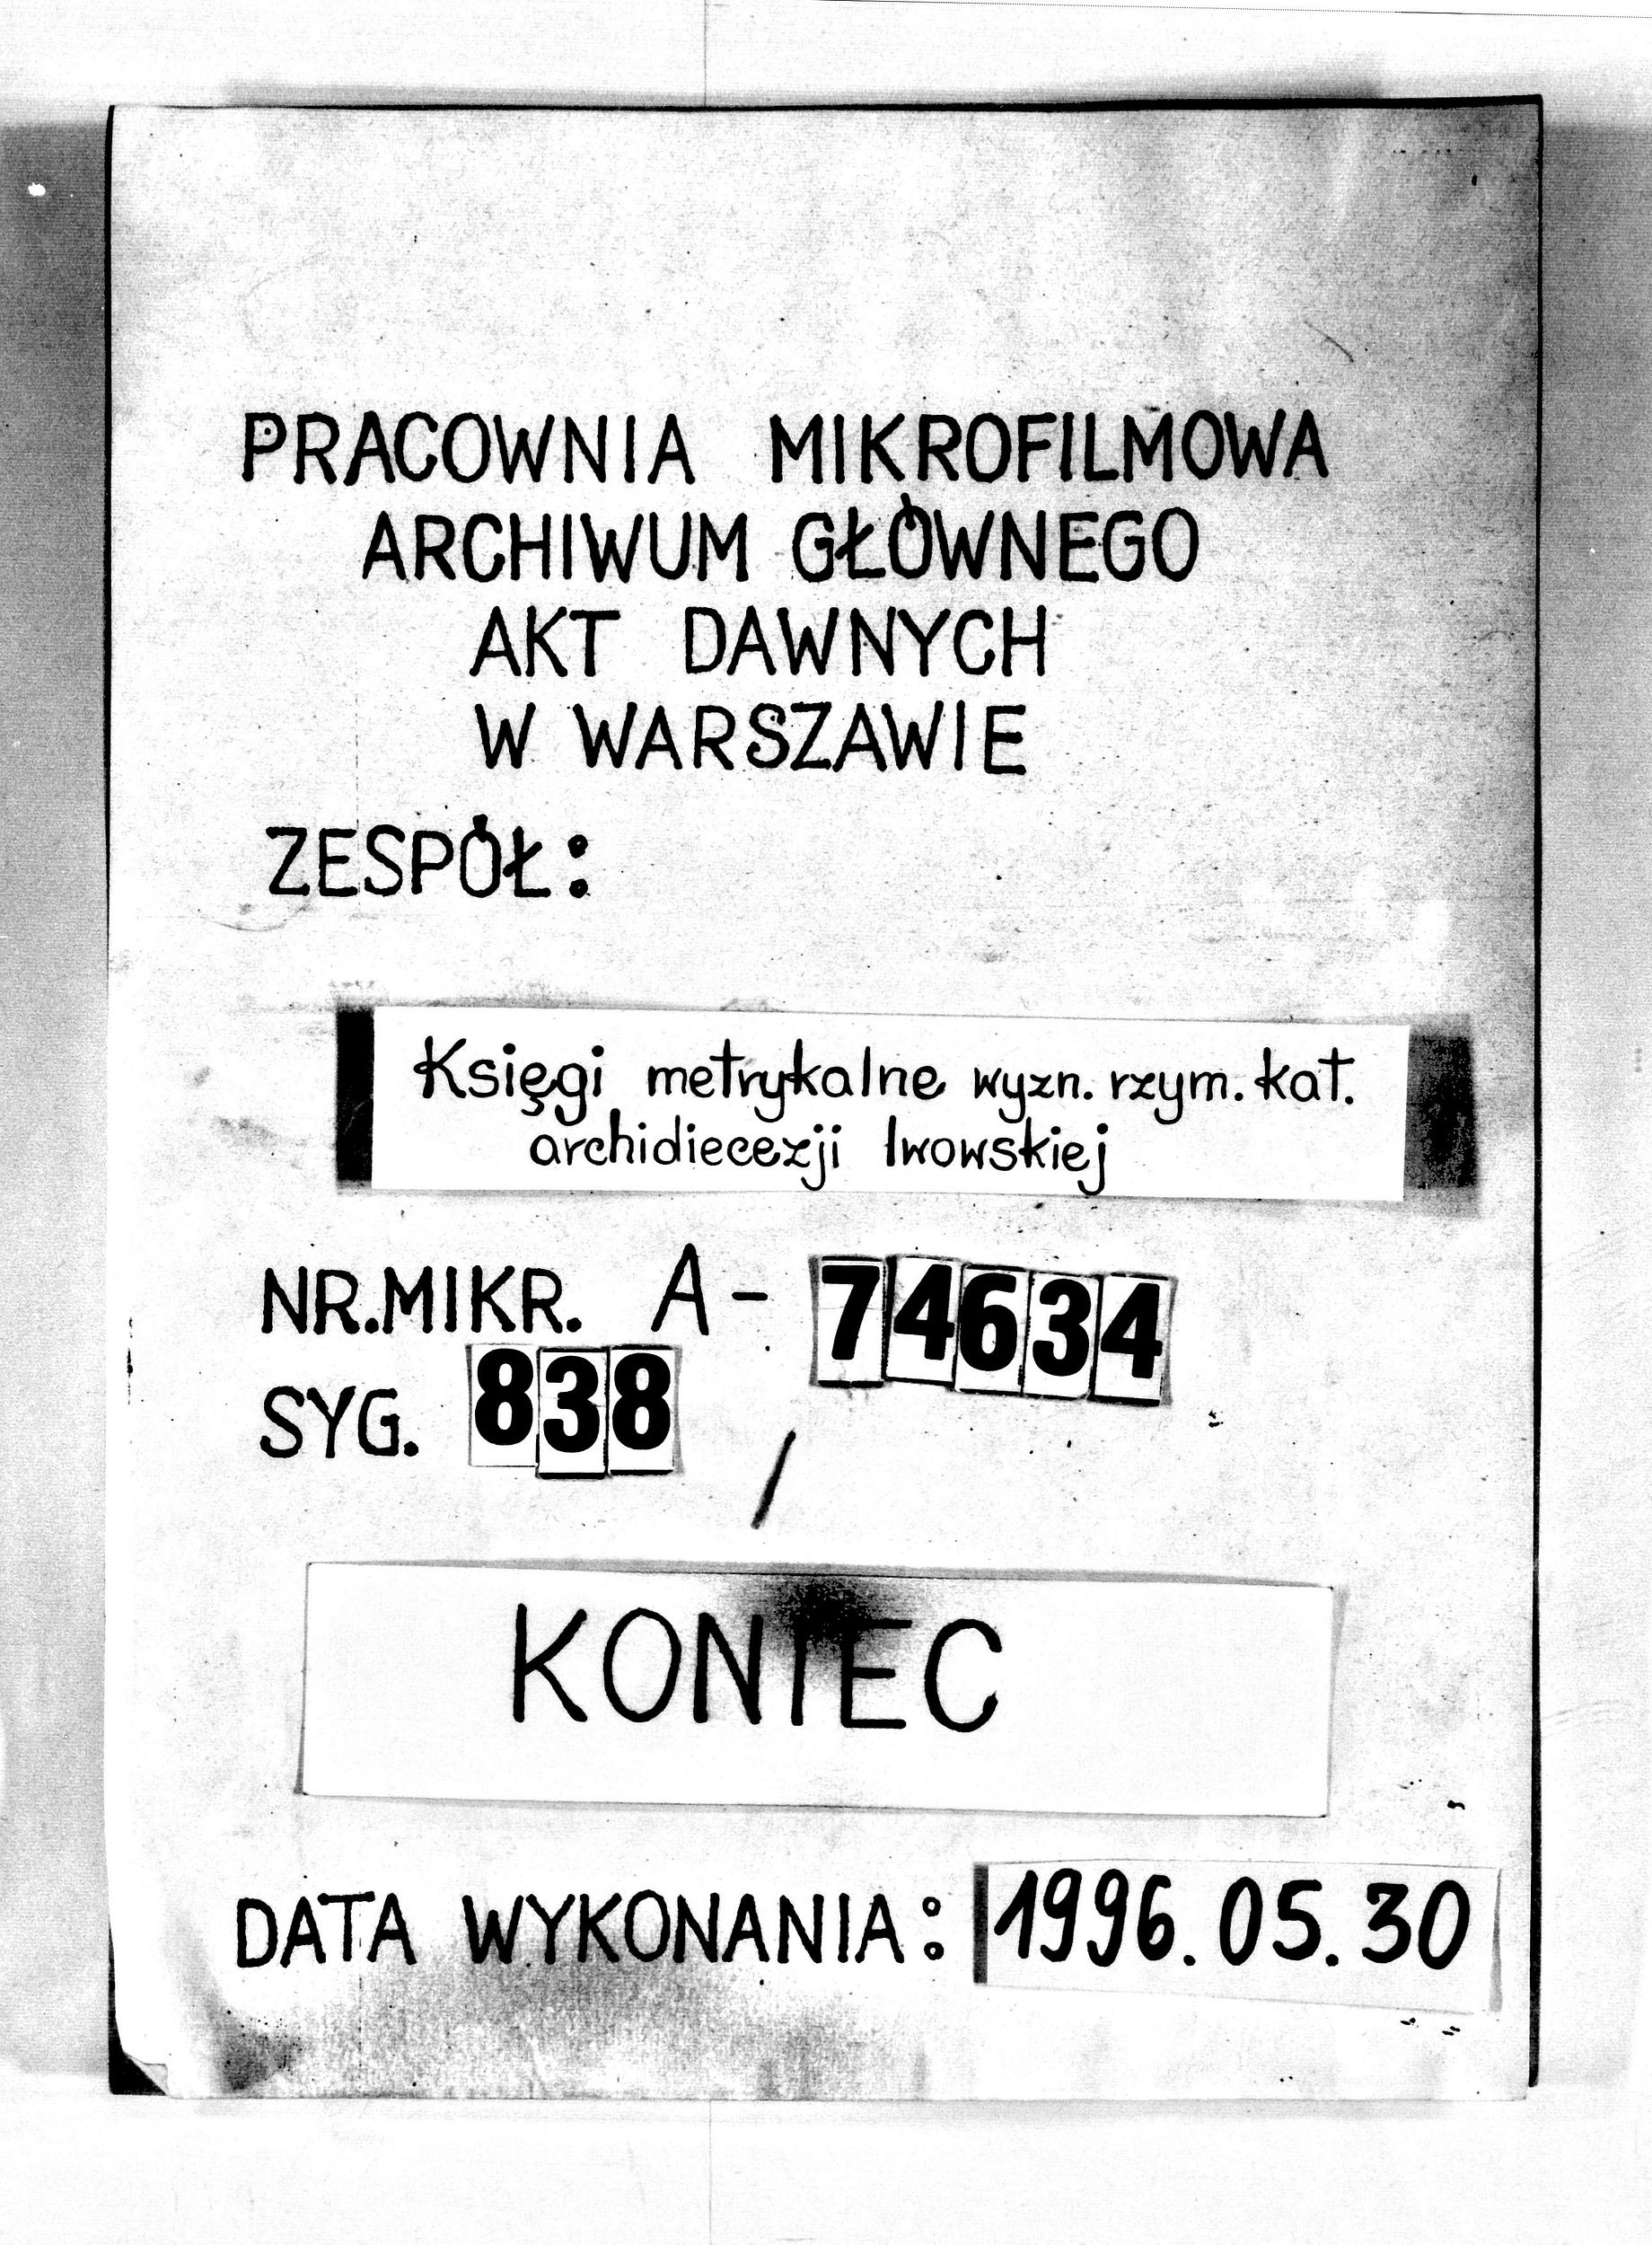 PRACOWNIA MIKROFILMOWA
ARCHIWUM GŁÓWNEGO
AKT DAWNYCH
W WARSZAWIE
ZESPÓŁ:
Księgi metrykalne wyzn. rzym. kat.
archidiecezji lwowskiej
NR.MIKR. A- 74634
SYG. 838
/
KONIEC
DATA WYKONANIA: 1996.05.30